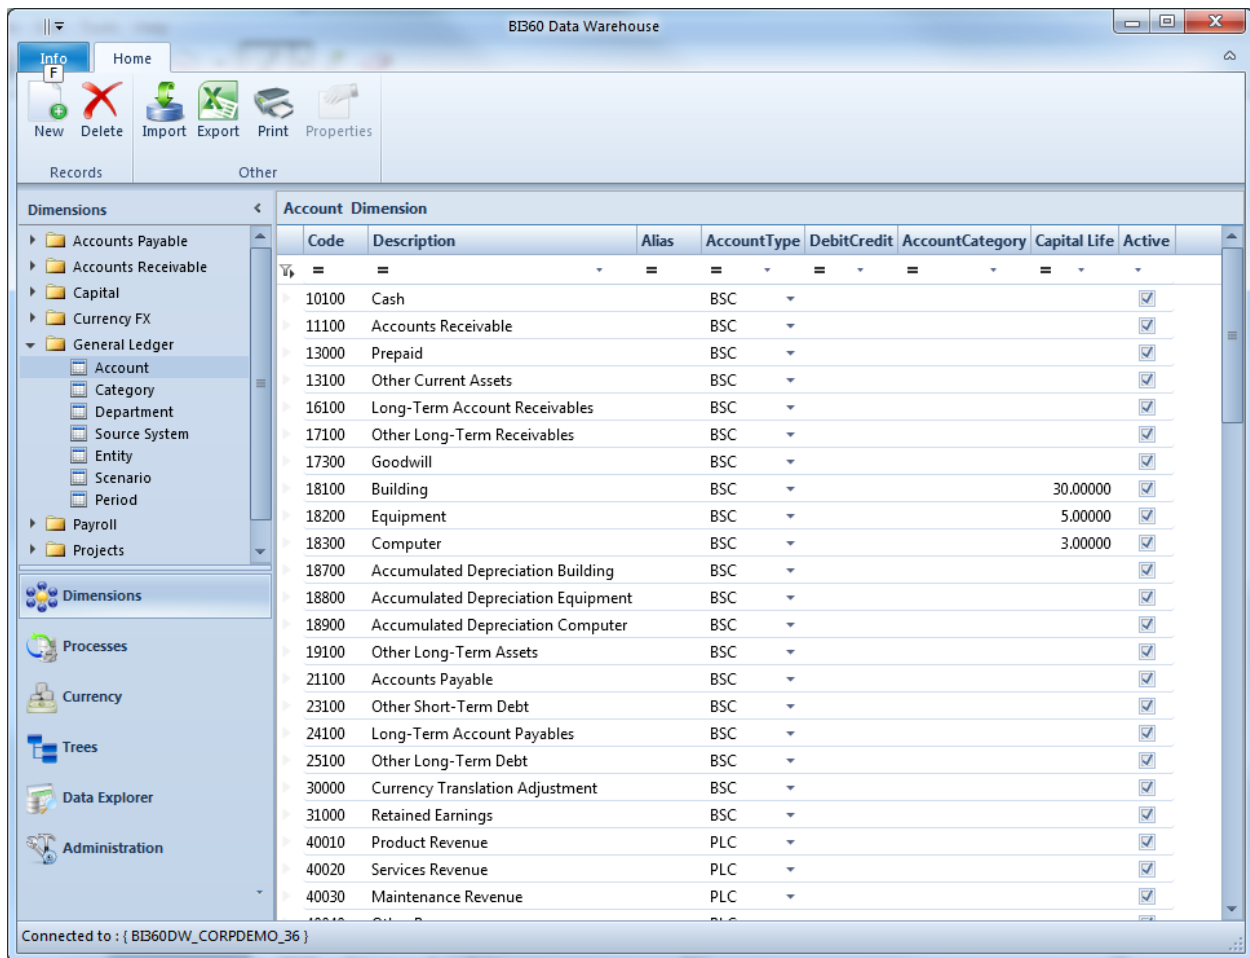 BI360 Data Warehouse
Info Home
F
New Delete Import Export Print Properties
Records Other
Dimensions
Accounts Payable
Accounts Receivable
Capital
Currency FX
General Ledger
Account
Category
Department
Source System
Entity
Scenario
Period
Payroll
Projects
Dimensions
Processes
Currency
Trees
Data Explorer
Administration
Account Dimension
Code Description Alias AccountType DebitCredit AccountCategory Capital Life Active
= = = = = = =
10100 Cash BSC
11100 Accounts Receivable BSC
13000 Prepaid BSC
13100 Other Current Assets BSC
16100 Long-Term Account Receivables BSC
17100 Other Long-Term Receivables BSC
17300 Goodwill BSC
18100 Building BSC 30.00000
18200 Equipment BSC 5.00000
18300 Computer BSC 3.00000
18700 Accumulated Depreciation Building BSC
18800 Accumulated Depreciation Equipment BSC
18900 Accumulated Depreciation Computer BSC
19100 Other Long-Term Assets BSC
21100 Accounts Payable BSC
23100 Other Short-Term Debt BSC
24100 Long-Term Account Payables BSC
25100 Other Long-Term Debt BSC
30000 Currency Translation Adjustment BSC
31000 Retained Earnings BSC
40010 Product Revenue PLC
40020 Services Revenue PLC
40030 Maintenance Revenue PLC
Connected to : { BI360DW_CORPDEMO_36 }